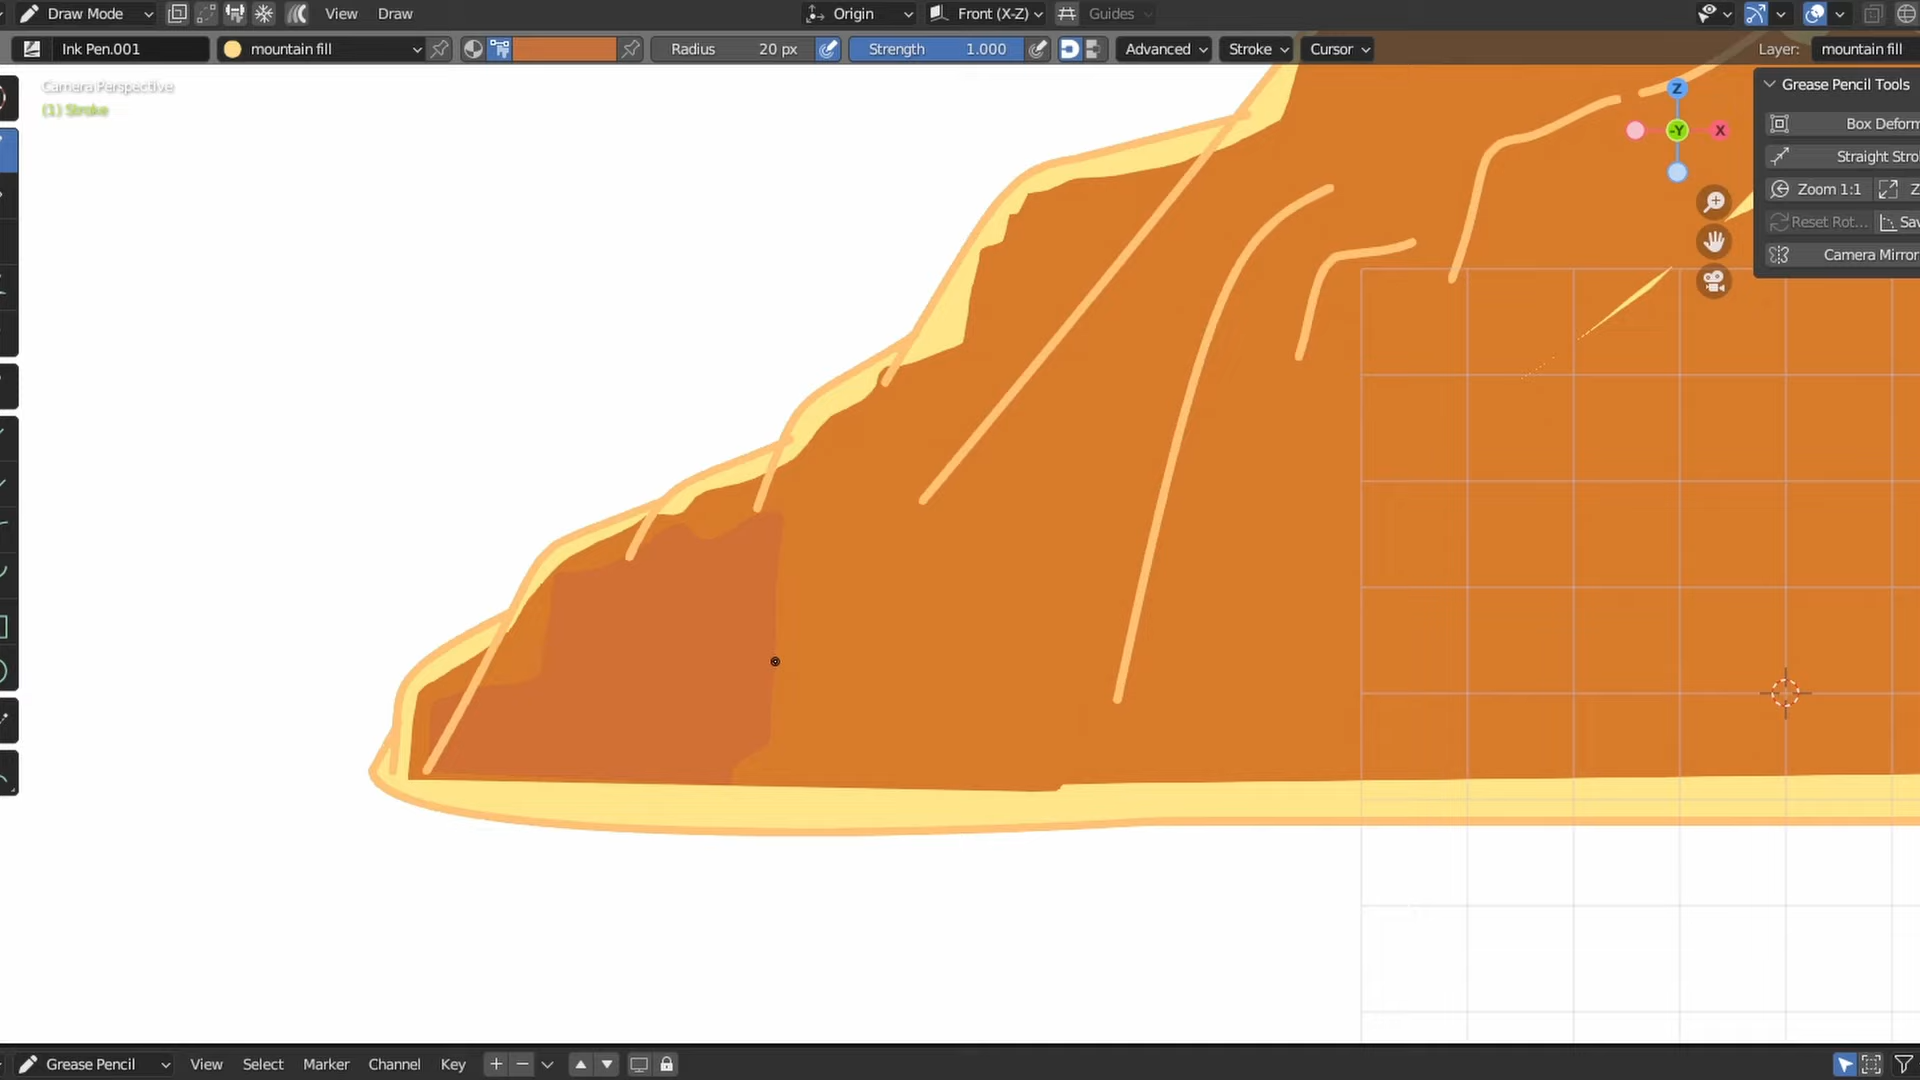 Draw Mode View Draw Origin Front (X-Z) Guides
Ink Pen.001 mountain fill Radius 20 px Strength 1.000 Advanced Stroke Cursor Layer: mountain fill
Camera Perspective
(1) Stroke
Grease Pencil Tools
Z
-Y
X
Box Deform
Straight Stro
Zoom 1:1 Z
Reset Rot... Sav
Camera Mirror
Grease Pencil View Select Marker Channel Key